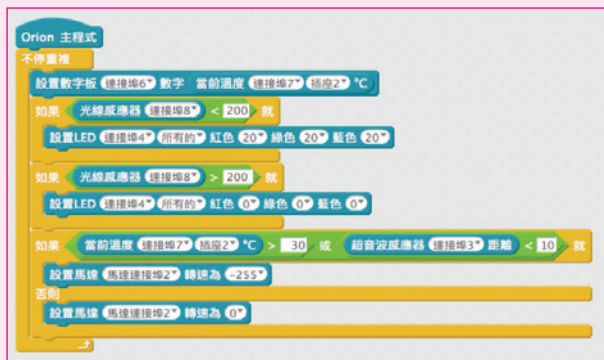 Orion 主程式
不停重複
設置數字板 連接埠6 數字 當前溫度 連接埠7 插座2 °C
如果 光線感應器 連接埠8 < 200 就
設置LED 連接埠4 所有的 紅色 20 綠色 20 藍色 20
如果 光線感應器 連接埠8 > 200 就
設置LED 連接埠4 所有的 紅色 0 綠色 0 藍色 0
如果 當前溫度 連接埠7 插座2 °C > 30 或 超音波感應器 連接埠3 距離 < 10 就
設置馬達 馬達連接埠2 轉速為 -255
否則
設置馬達 馬達連接埠2 轉速為 0